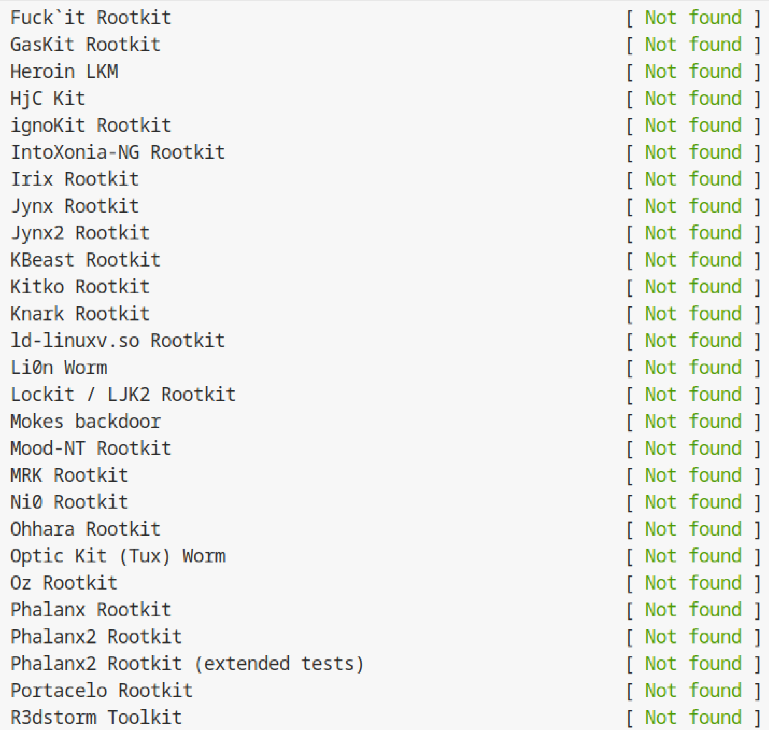 Fuck`it Rootkit [ Not found ]
GasKit Rootkit [ Not found ]
Heroin LKM [ Not found ]
HjC Kit [ Not found ]
ignoKit Rootkit [ Not found ]
IntoXonia-NG Rootkit [ Not found ]
Irix Rootkit [ Not found ]
Jynx Rootkit [ Not found ]
Jynx2 Rootkit [ Not found ]
KBeast Rootkit [ Not found ]
Kitko Rootkit [ Not found ]
Knark Rootkit [ Not found ]
ld-linuxv.so Rootkit [ Not found ]
Li0n Worm [ Not found ]
Lockit / LJK2 Rootkit [ Not found ]
Mokes backdoor [ Not found ]
Mood-NT Rootkit [ Not found ]
MRK Rootkit [ Not found ]
Ni0 Rootkit [ Not found ]
Ohhara Rootkit [ Not found ]
Optic Kit (Tux) Worm [ Not found ]
Oz Rootkit [ Not found ]
Phalanx Rootkit [ Not found ]
Phalanx2 Rootkit [ Not found ]
Phalanx2 Rootkit (extended tests) [ Not found ]
Portacelo Rootkit [ Not found ]
R3dstorm Toolkit [ Not found ]